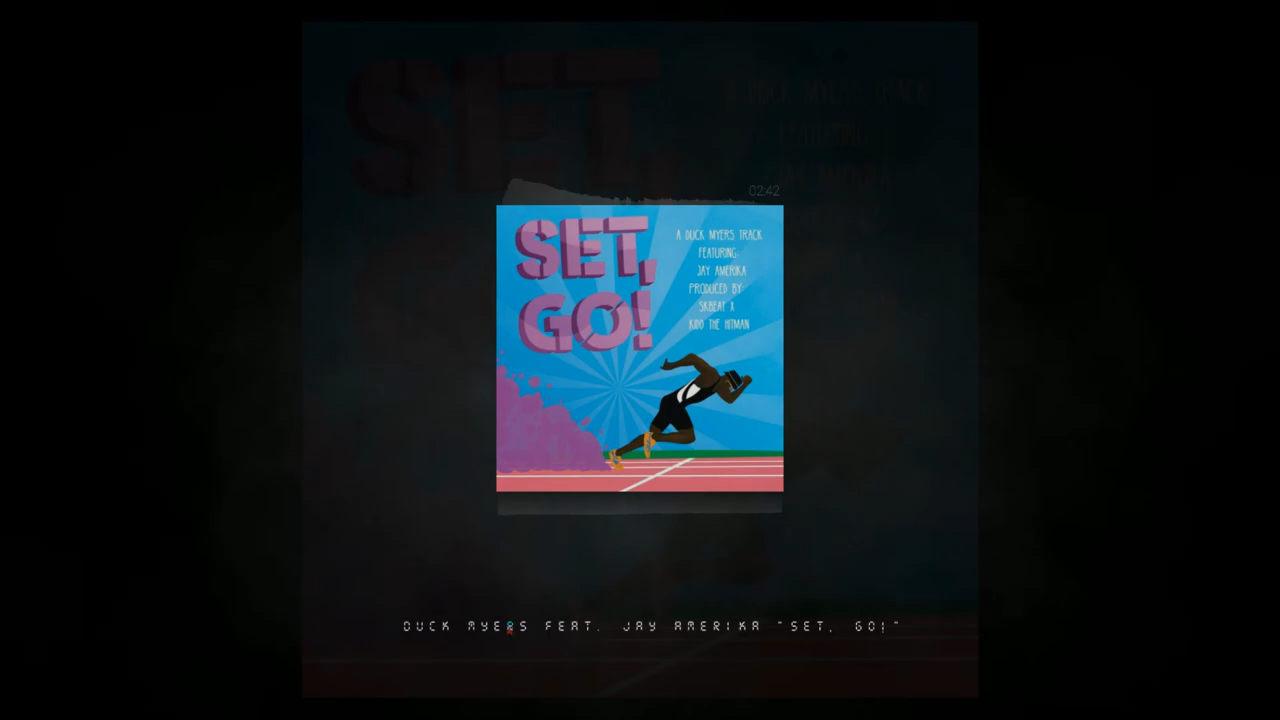 02:42
SET,
GO!
A DUCK MYERS TRACK
FEATURING:
JAY AMERIKA
PRODUCED BY:
SKBEAT X
KIDD THE HITMAN
DUCK MYERS FEAT. JAY AMERIKA "SET, GO!"